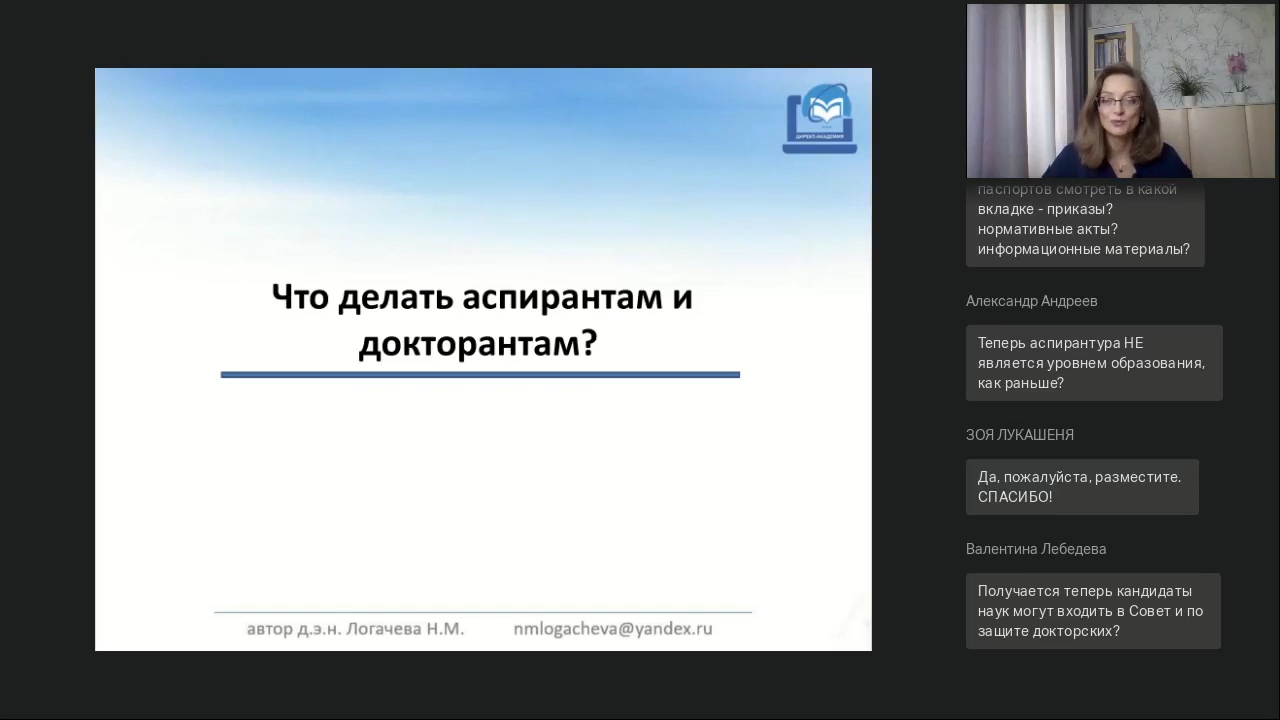 ДИРЕКТ-АКАДЕМИЯ
Что делать аспирантам и
докторантам?
автор д.э.н. Логачева Н.М. nmlogacheva@yandex.ru
паспортов смотреть в какой
вкладке - приказы?
нормативные акты?
информационные материалы?
Александр Андреев
Теперь аспирантура НЕ
является уровнем образования,
как раньше?
ЗОЯ ЛУКАШЕНЯ
Да, пожалуйста, разместите.
СПАСИБО!
Валентина Лебедева
Получается теперь кандидаты
наук могут входить в Совет и по
защите докторских?